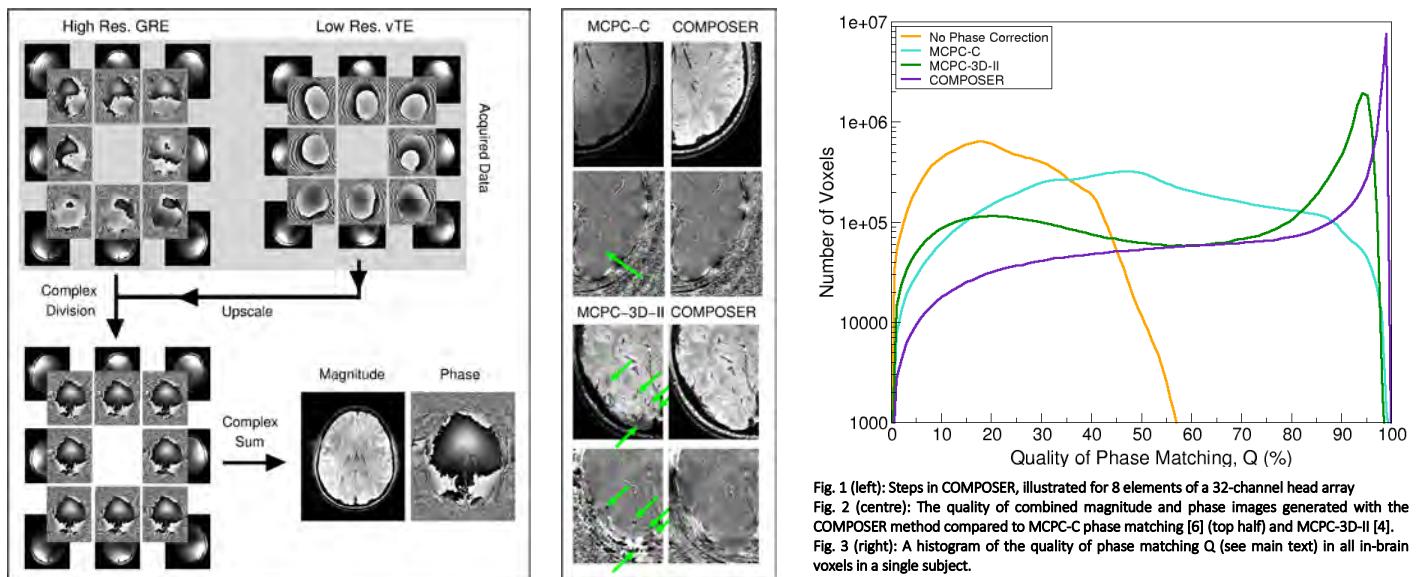 High Res. GRE
Low Res. vTE
Acquired Data
Complex
Division
Upscale
Complex
Sum
Magnitude
Phase
MCPC-C
COMPOSER
MCPC-3D-II
COMPOSER
No Phase Correction
MCPC-C
MCPC-3D-II
COMPOSER
Number of Voxels
1e+07
1e+06
1e+05
10000
1000
0 10 20 30 40 50 60 70 80 90 100
Quality of Phase Matching, Q (%)
Fig. 1 (left): Steps in COMPOSER, illustrated for 8 elements of a 32-channel head array
Fig. 2 (centre): The quality of combined magnitude and phase images generated with the
COMPOSER method compared to MCPC-C phase matching [6] (top half) and MCPC-3D-II [4].
Fig. 3 (right): A histogram of the quality of phase matching Q (see main text) in all in-brain
voxels in a single subject.